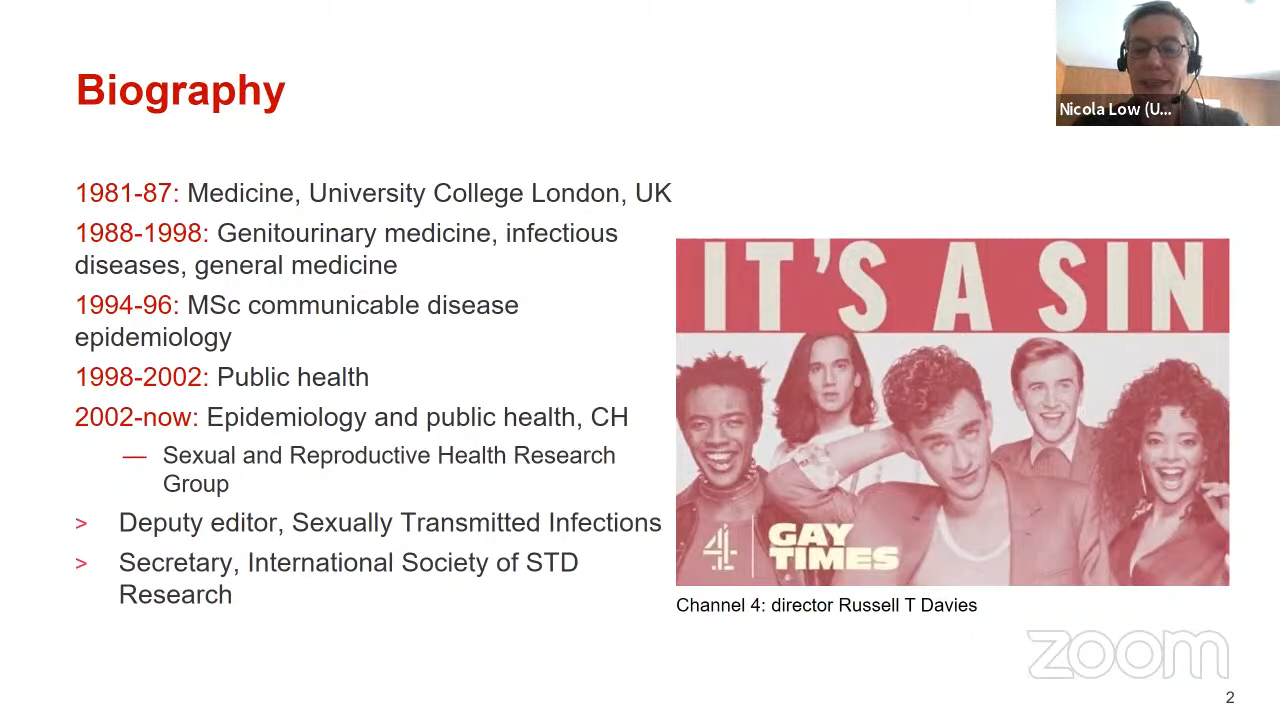 Biography
Nicola Low (U...
1981-87: Medicine, University College London, UK
1988-1998: Genitourinary medicine, infectious
diseases, general medicine
1994-96: MSc communicable disease
epidemiology
1998-2002: Public health
2002-now: Epidemiology and public health, CH
— Sexual and Reproductive Health Research
Group
> Deputy editor, Sexually Transmitted Infections
> Secretary, International Society of STD
Research
IT'S A SIN
4
GAY
TIMES
Channel 4: director Russell T Davies
zoom
2